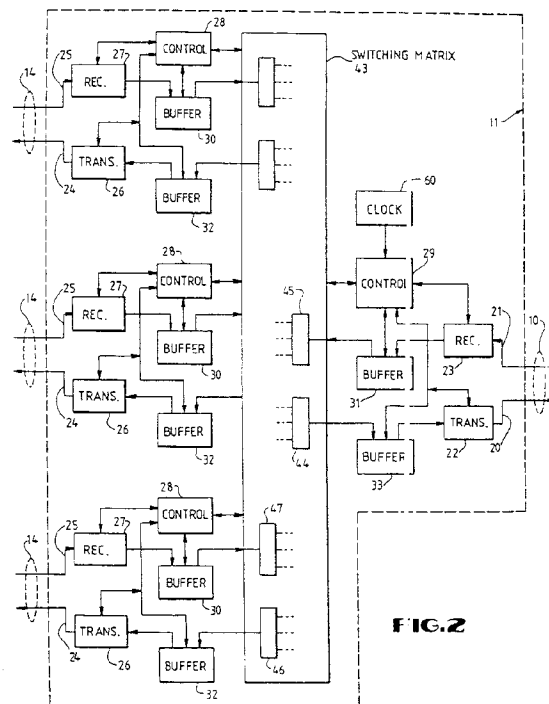 28
CONTROL
SWITCHING MATRIX
43
25
27
14
REC.
11
BUFFER
30
TRANS.
24
26
BUFFER
32
60
CLOCK
28
CONTROL
29
CONTROL
14
25
27
REC.
45
21
10
REC.
23
BUFFER
30
BUFFER
31
TRANS.
24
26
BUFFER
32
TRANS.
22
20
44
BUFFER
33
28
CONTROL
47
14
25
27
REC.
BUFFER
30
TRANS.
24
26
BUFFER
32
46
FIG.2